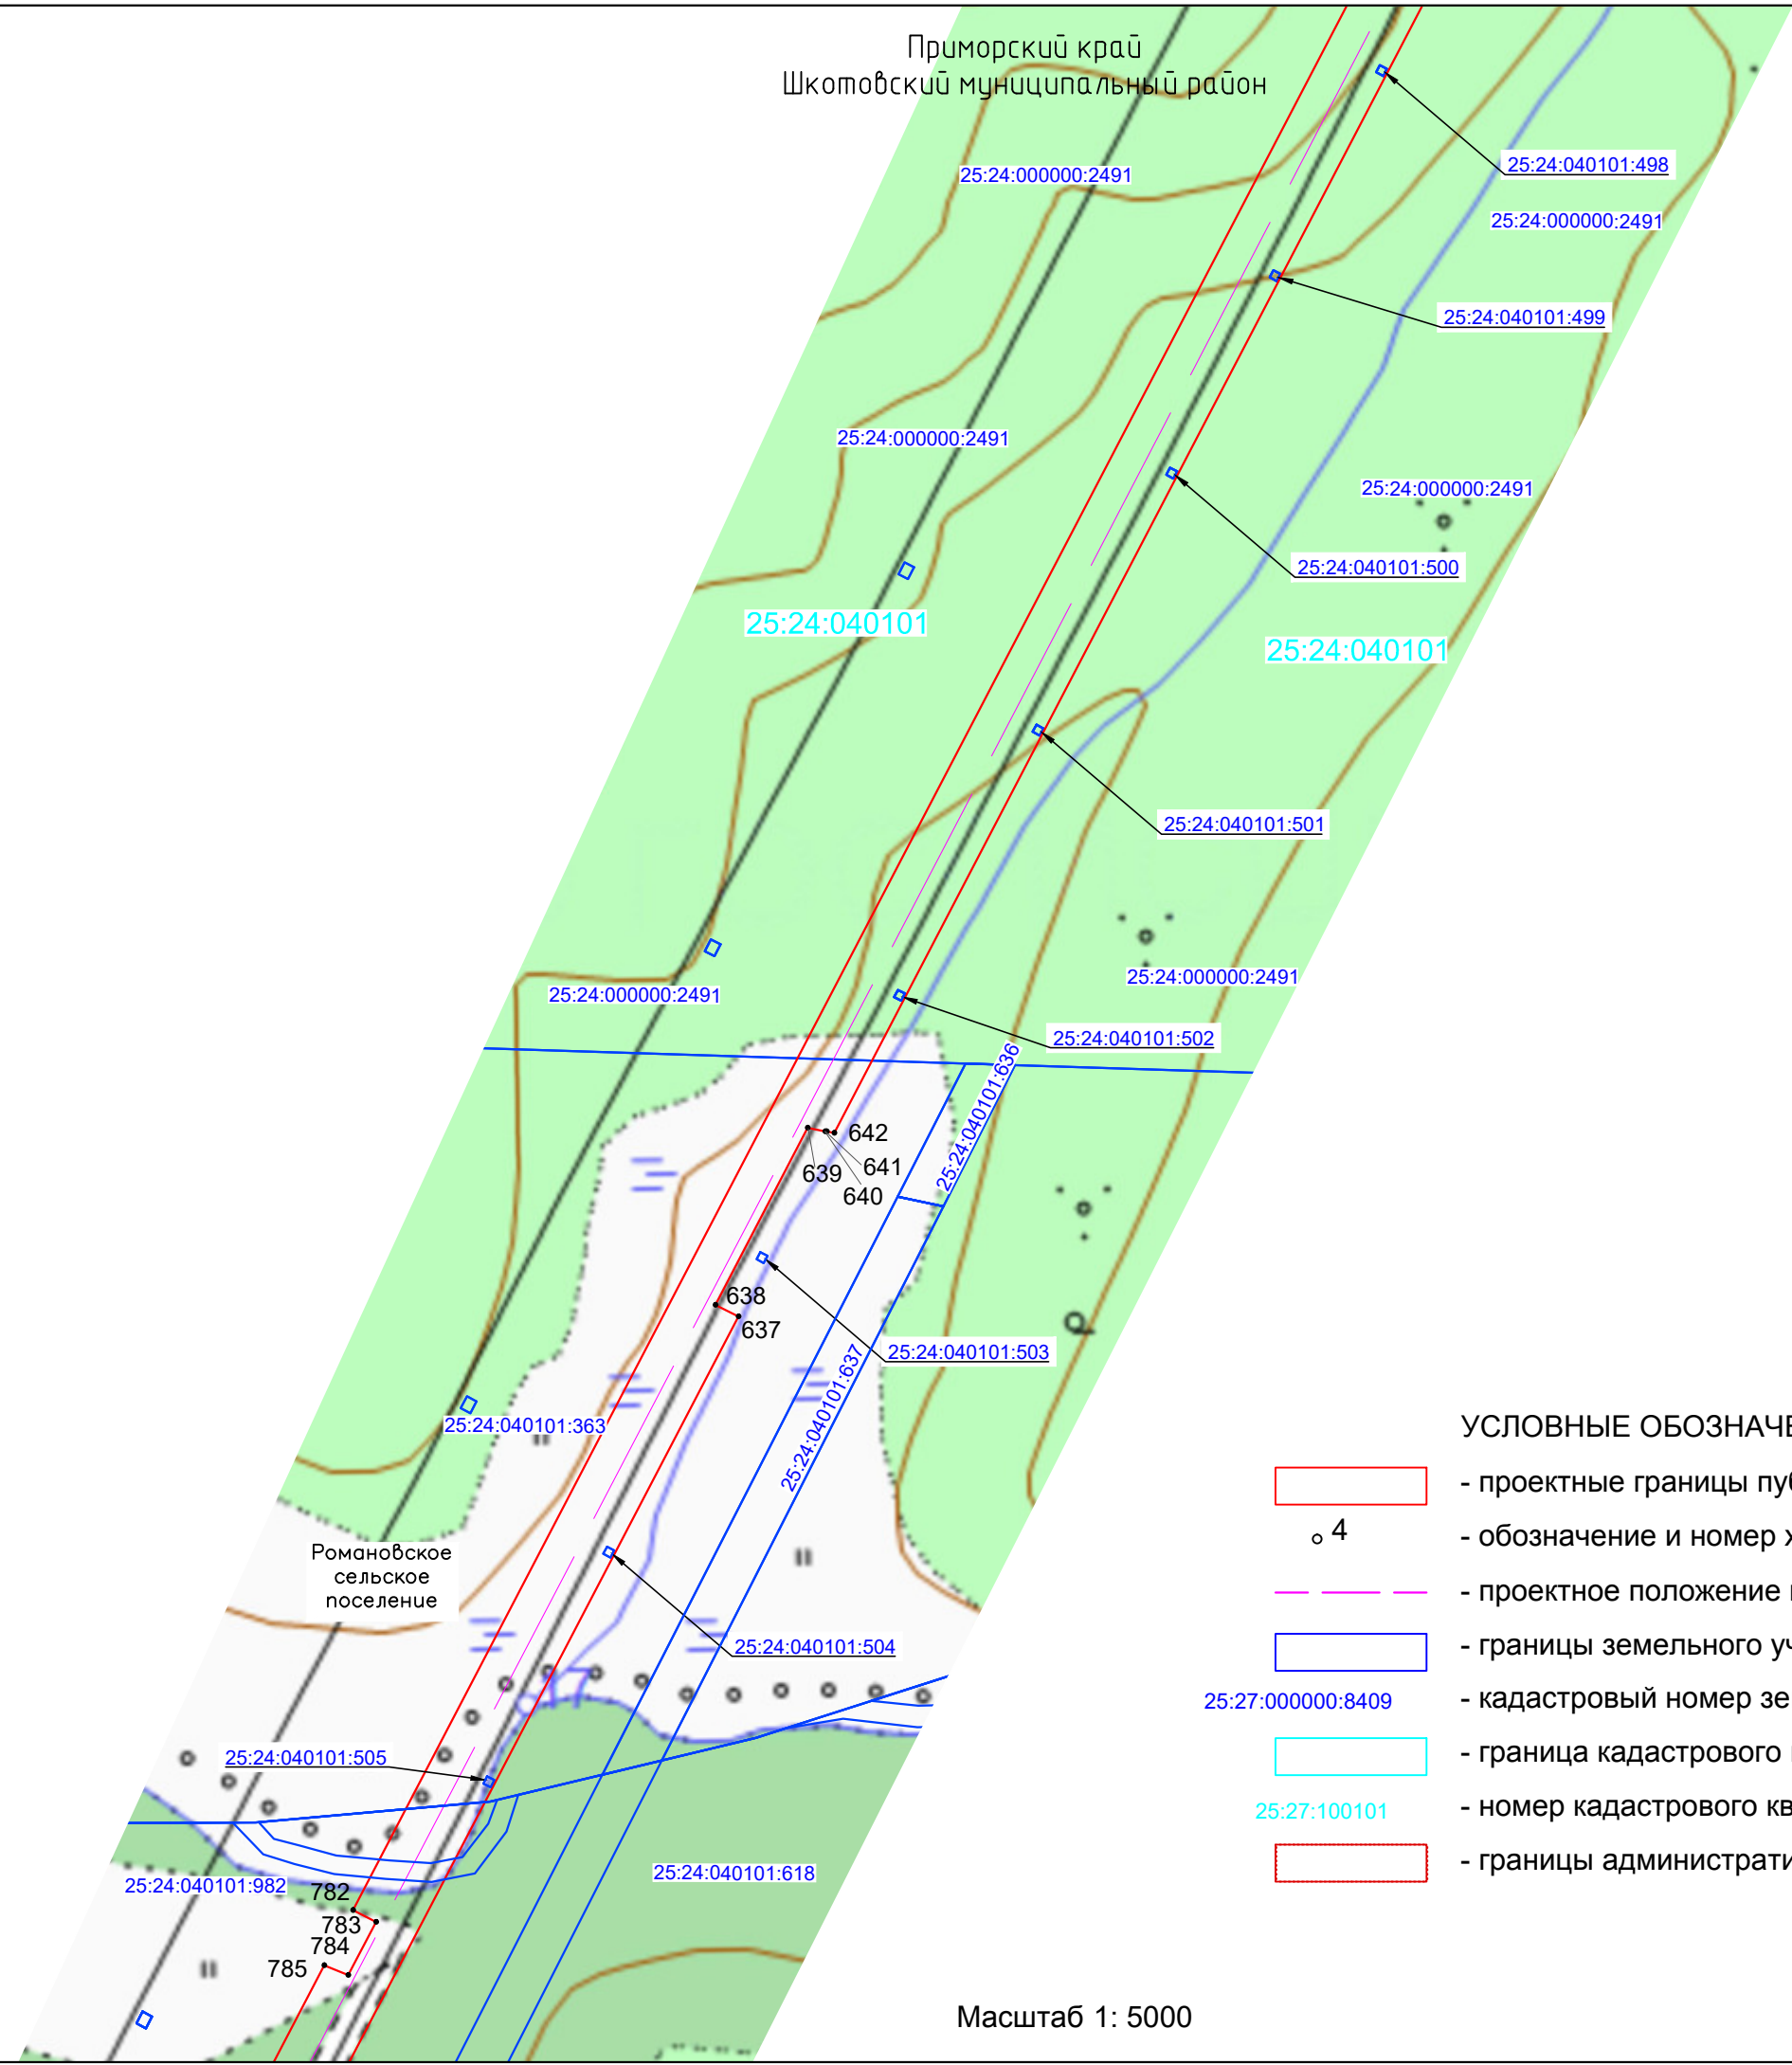 Приморский край
Шкотовский муниципальный район
25:24:040101:498
25:24:000000:2491
25:24:000000:2491
25:24:040101:499
25:24:000000:2491
25:24:000000:2491
25:24:040101:500
25:24:040101
25:24:040101
25:24:040101:501
25:24:000000:2491
25:24:000000:2491
25:24:040101:502
25:24:040101:636
642
641
639
640
638
637
25:24:040101:503
25:24:040101:637
25:24:040101:363
Романовское
сельское
поселение
25:24:040101:504
17
25:24:040101:505
25:24:040101:618
25:24:040101:982
782
783
784
785
УСЛОВНЫЕ ОБОЗНАЧЕ
- проектные границы пуб
4 - обозначение и номер х
- проектное положение
- границы земельного уч
25:27:000000:8409 - кадастровый номер зе
- граница кадастрового
25:27:100101 - номер кадастрового кв
- границы администрати
Масштаб 1: 5000